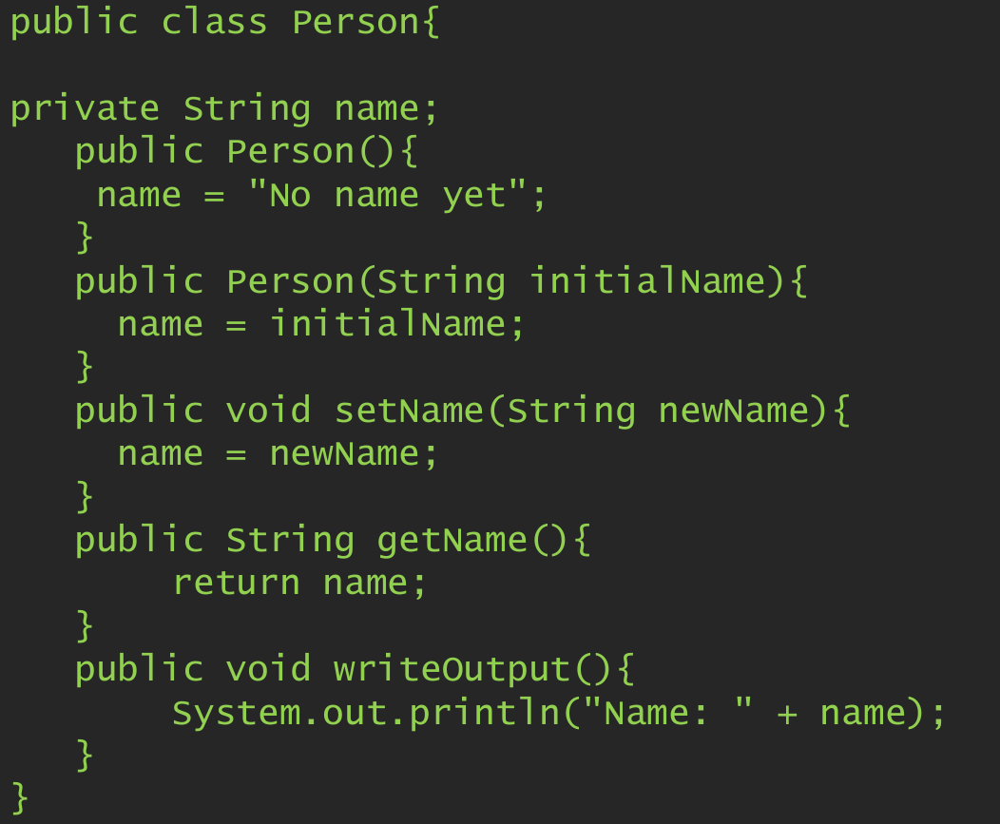 public class Person{

private String name;
   public Person(){
    name = "No name yet";
   }
   public Person(String initialName){
     name = initialName;
   }
   public void setName(String newName){
     name = newName;
   }
   public String getName(){
       return name;
   }
   public void writeOutput(){
       System.out.println("Name: " + name);
   }
}